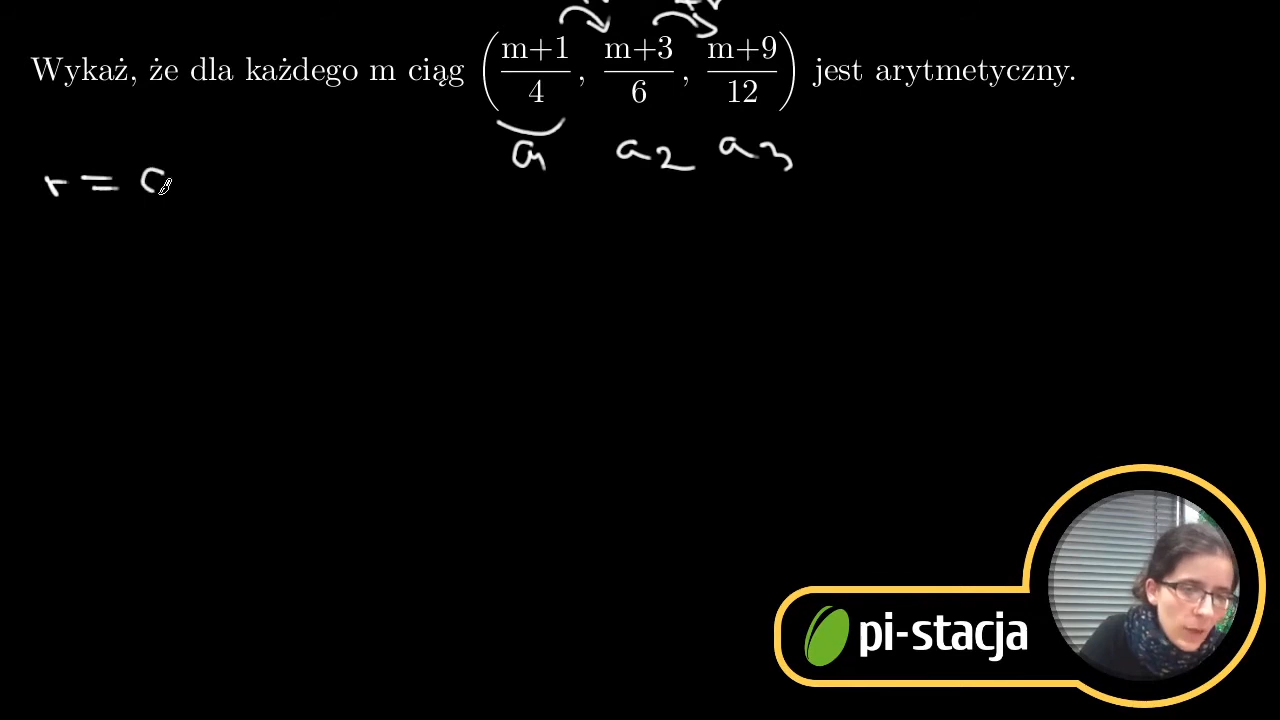 Wykaż, że dla każdego m ciąg (m+1/4, m+3/6, m+9/12) jest arytmetyczny.
a1 a2 a3
r =
pi-stacja